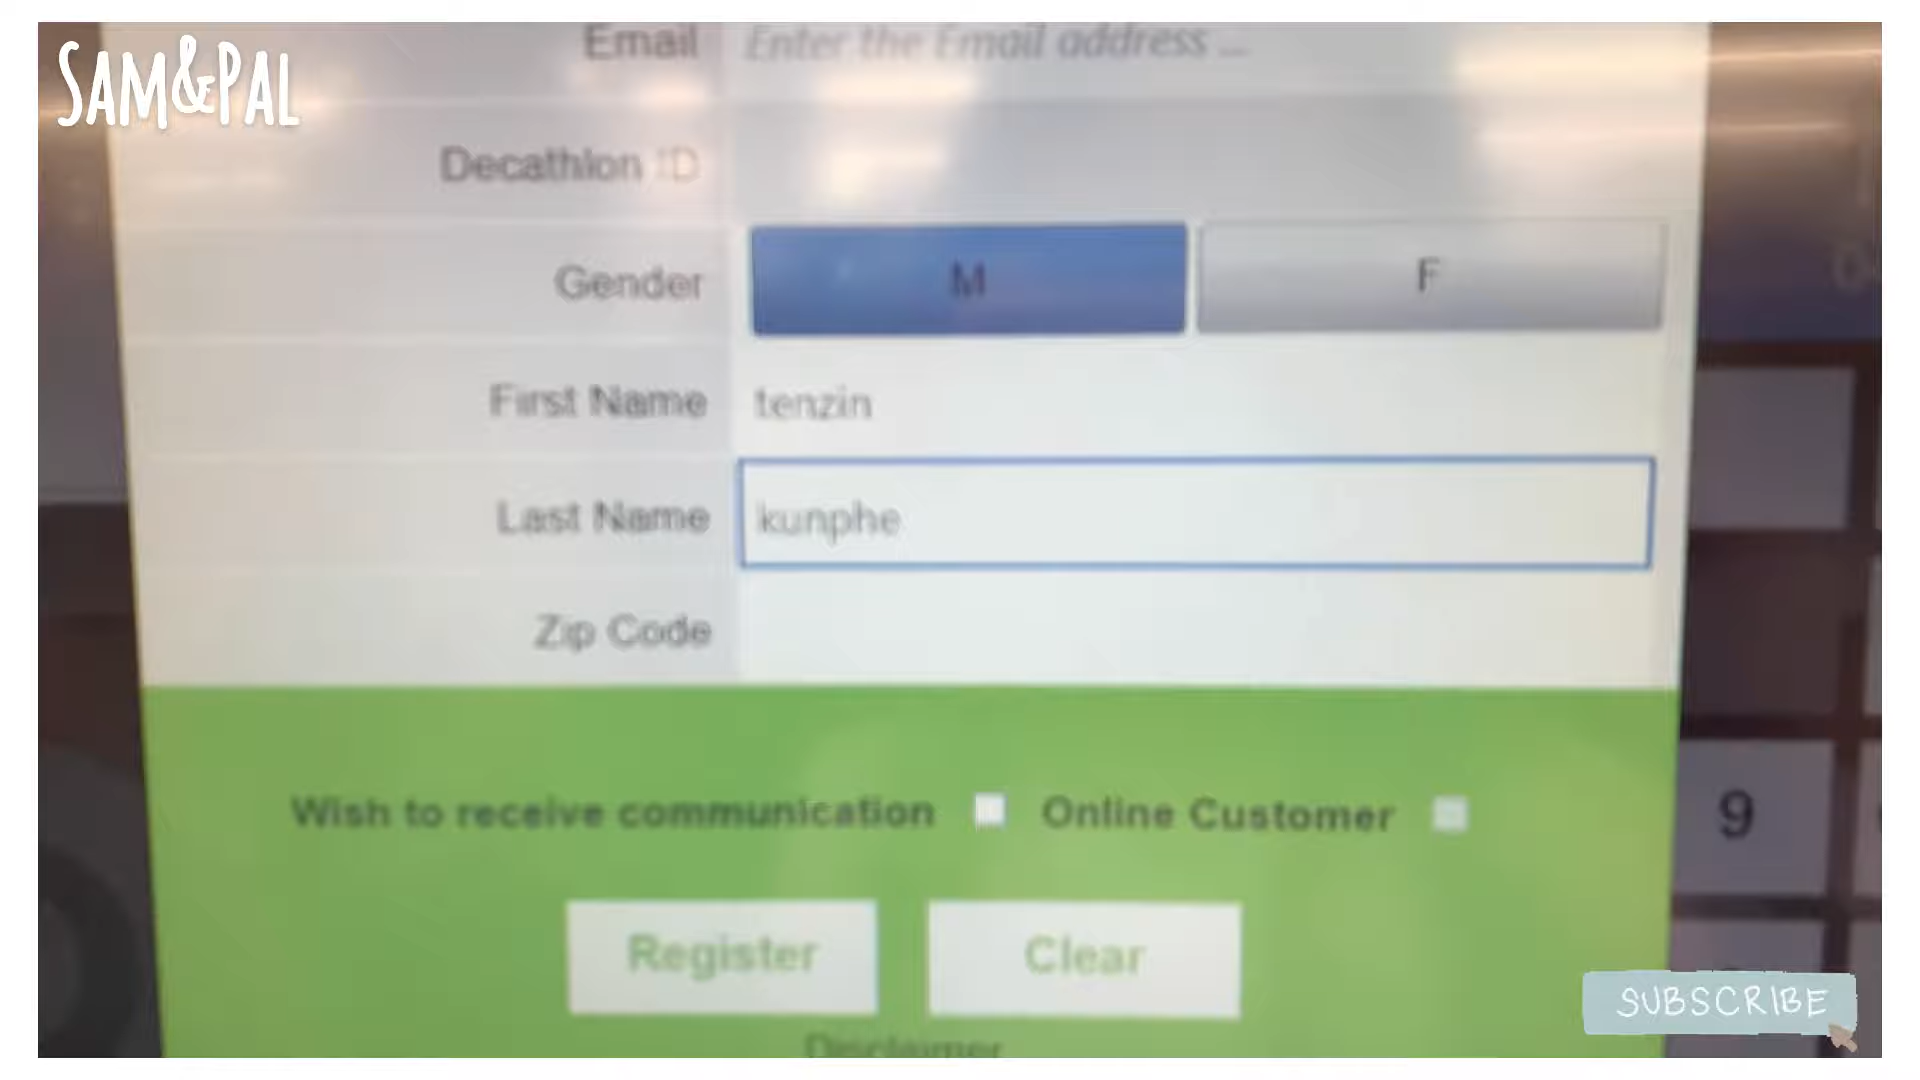 SAM&PAL
Email Enter the Email address ...
Decathlon ID
Gender M F
First Name tenzin
Last Name kunphe
Zip Code
Wish to receive communication Online Customer
9
Register Clear
SUBSCRIBE
Disclaimer